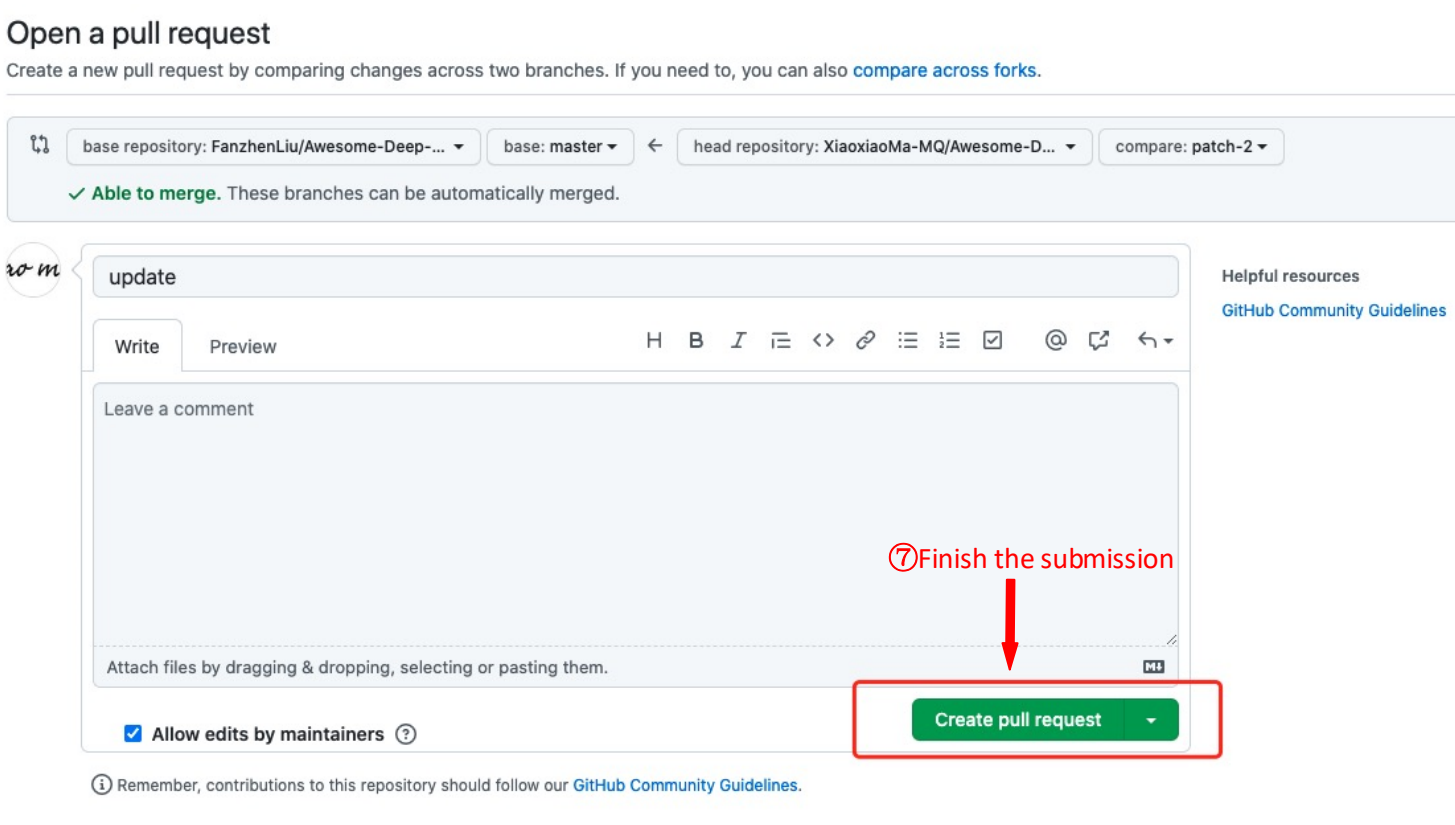 Open a pull request
Create a new pull request by comparing changes across two branches. If you need to, you can also compare across forks.
base repository: FanzhenLiu/Awesome-Deep-... base: master ← head repository: XiaoxiaoMa-MQ/Awesome-D... compare: patch-2
Able to merge. These branches can be automatically merged.
ao m
update
Helpful resources
GitHub Community Guidelines
Write Preview
Leave a comment
⑦Finish the submission
Attach files by dragging & dropping, selecting or pasting them.
Create pull request
Allow edits by maintainers
Remember, contributions to this repository should follow our GitHub Community Guidelines.